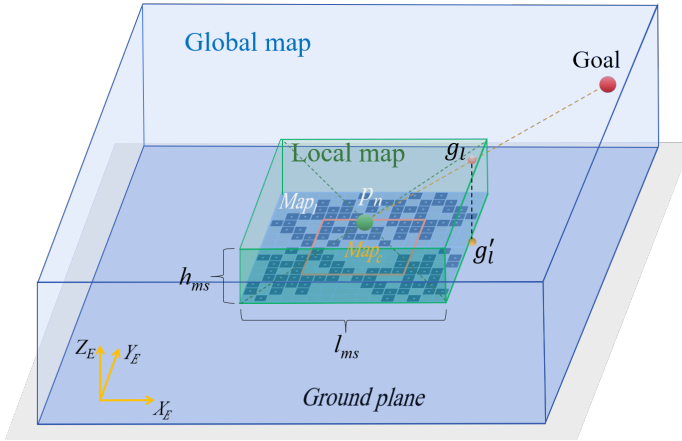 Global map
Goal
Local map
g_l
Map_l
p_n
Map_c
g'_l
h_ms
l_ms
Z_E
Y_E
X_E
Ground plane